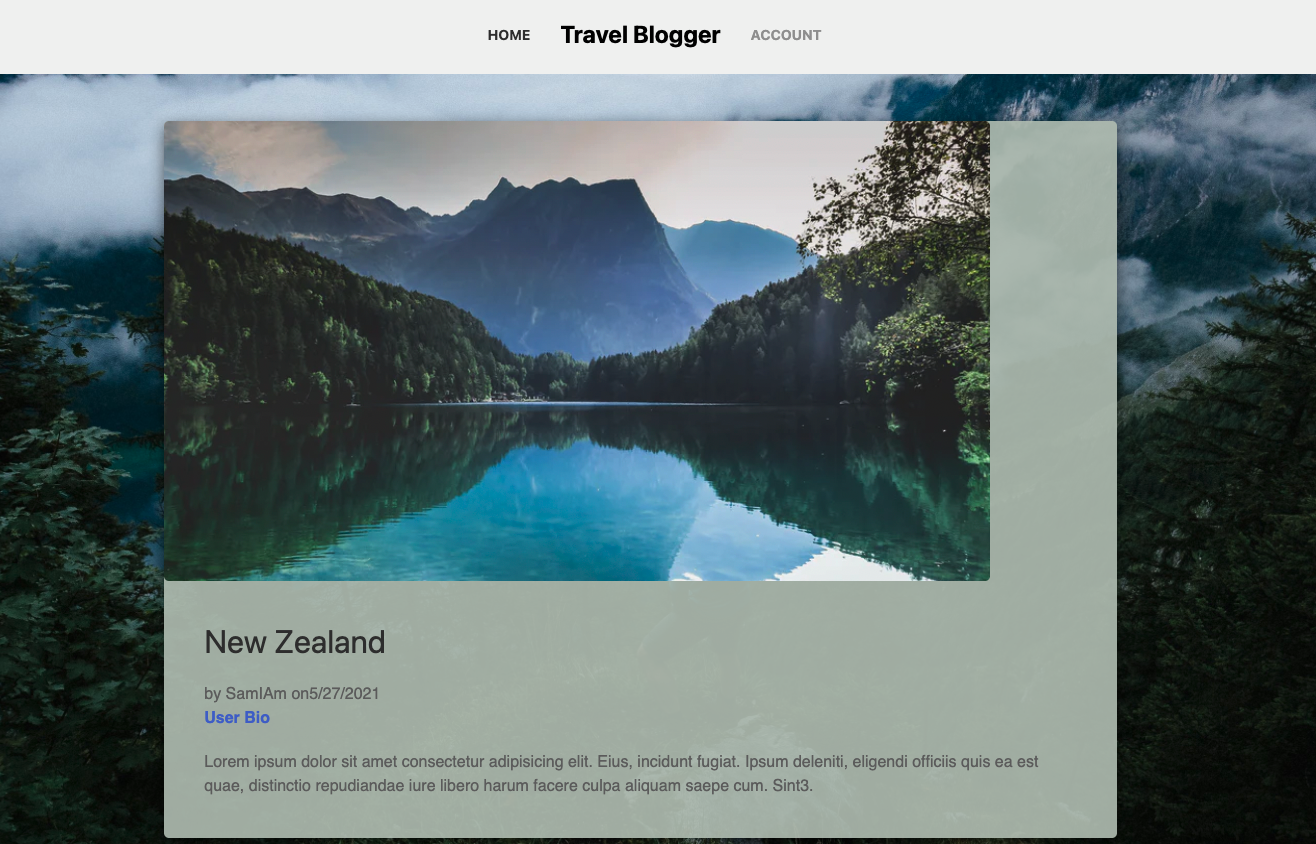 HOME Travel Blogger ACCOUNT
New Zealand
by SamIAm on5/27/2021
User Bio
Lorem ipsum dolor sit amet consectetur adipisicing elit. Eius, incidunt fugiat. Ipsum deleniti, eligendi officiis quis ea est
quae, distinctio repudiandae iure libero harum facere culpa aliquam saepe cum. Sint3.